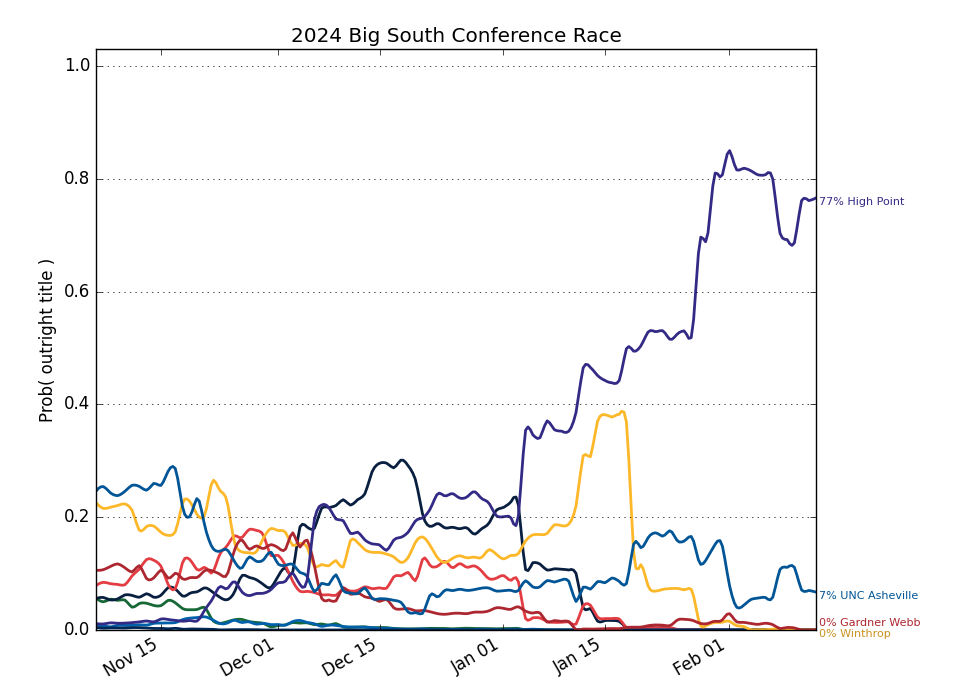 2024 Big South Conference Race
Prob( outright title )
1.0
0.8
0.6
0.4
0.2
0.0
Nov 15
Dec 01
Dec 15
Jan 01
Jan 15
Feb 01
77% High Point
7% UNC Asheville
0% Gardner Webb
0% Winthrop